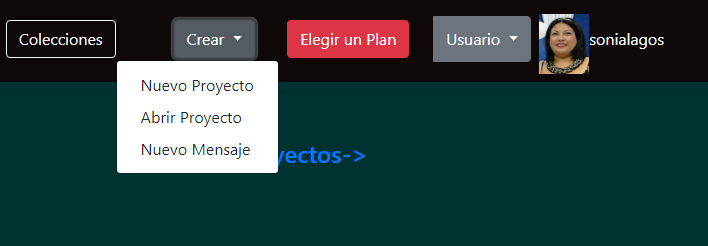 Colecciones
Crear
Elegir un Plan
Usuario
sonialagos
Nuevo Proyecto
Abrir Proyecto
Nuevo Mensaje
yectos->